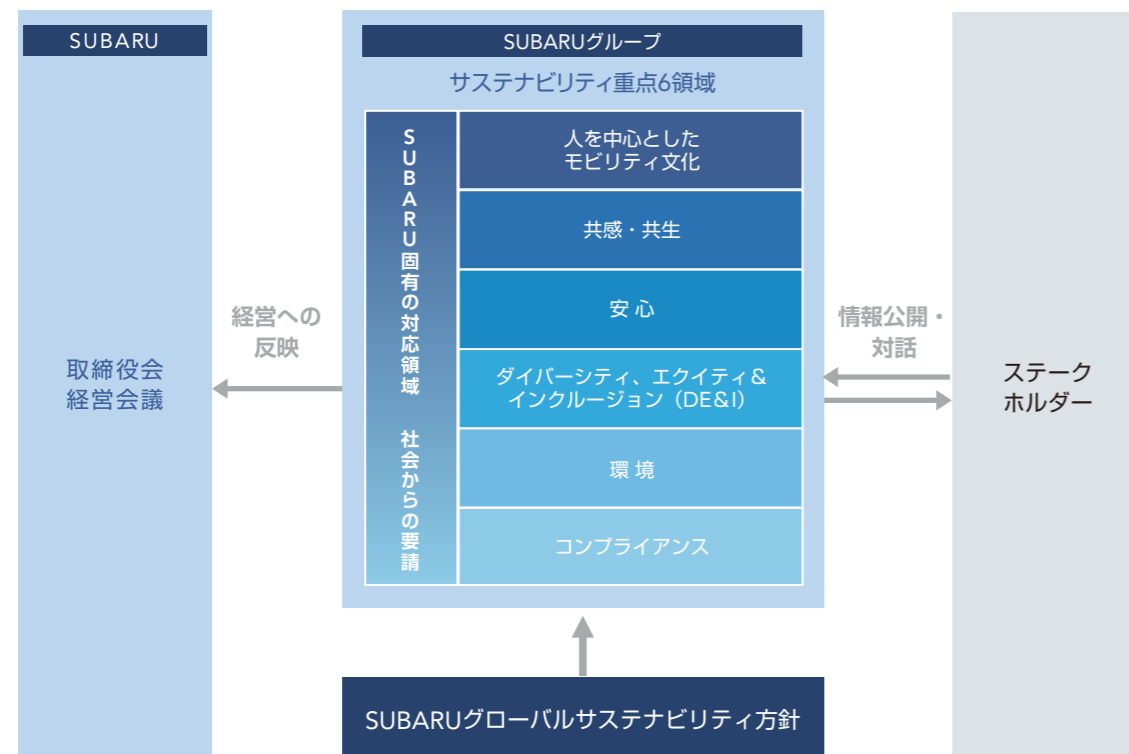 SUBARU
取締役会
経営会議
経営への
反映
SUBARUグループ
サステナビリティ重点6領域
SUBARU固有の対応領域
社会からの要請
人を中心とした
モビリティ文化
共感・共生
安 心
ダイバーシティ、エクイティ＆
インクルージョン（DE＆I）
環 境
コンプライアンス
情報公開・
対話
ステーク
ホルダー
SUBARUグローバルサステナビリティ方針